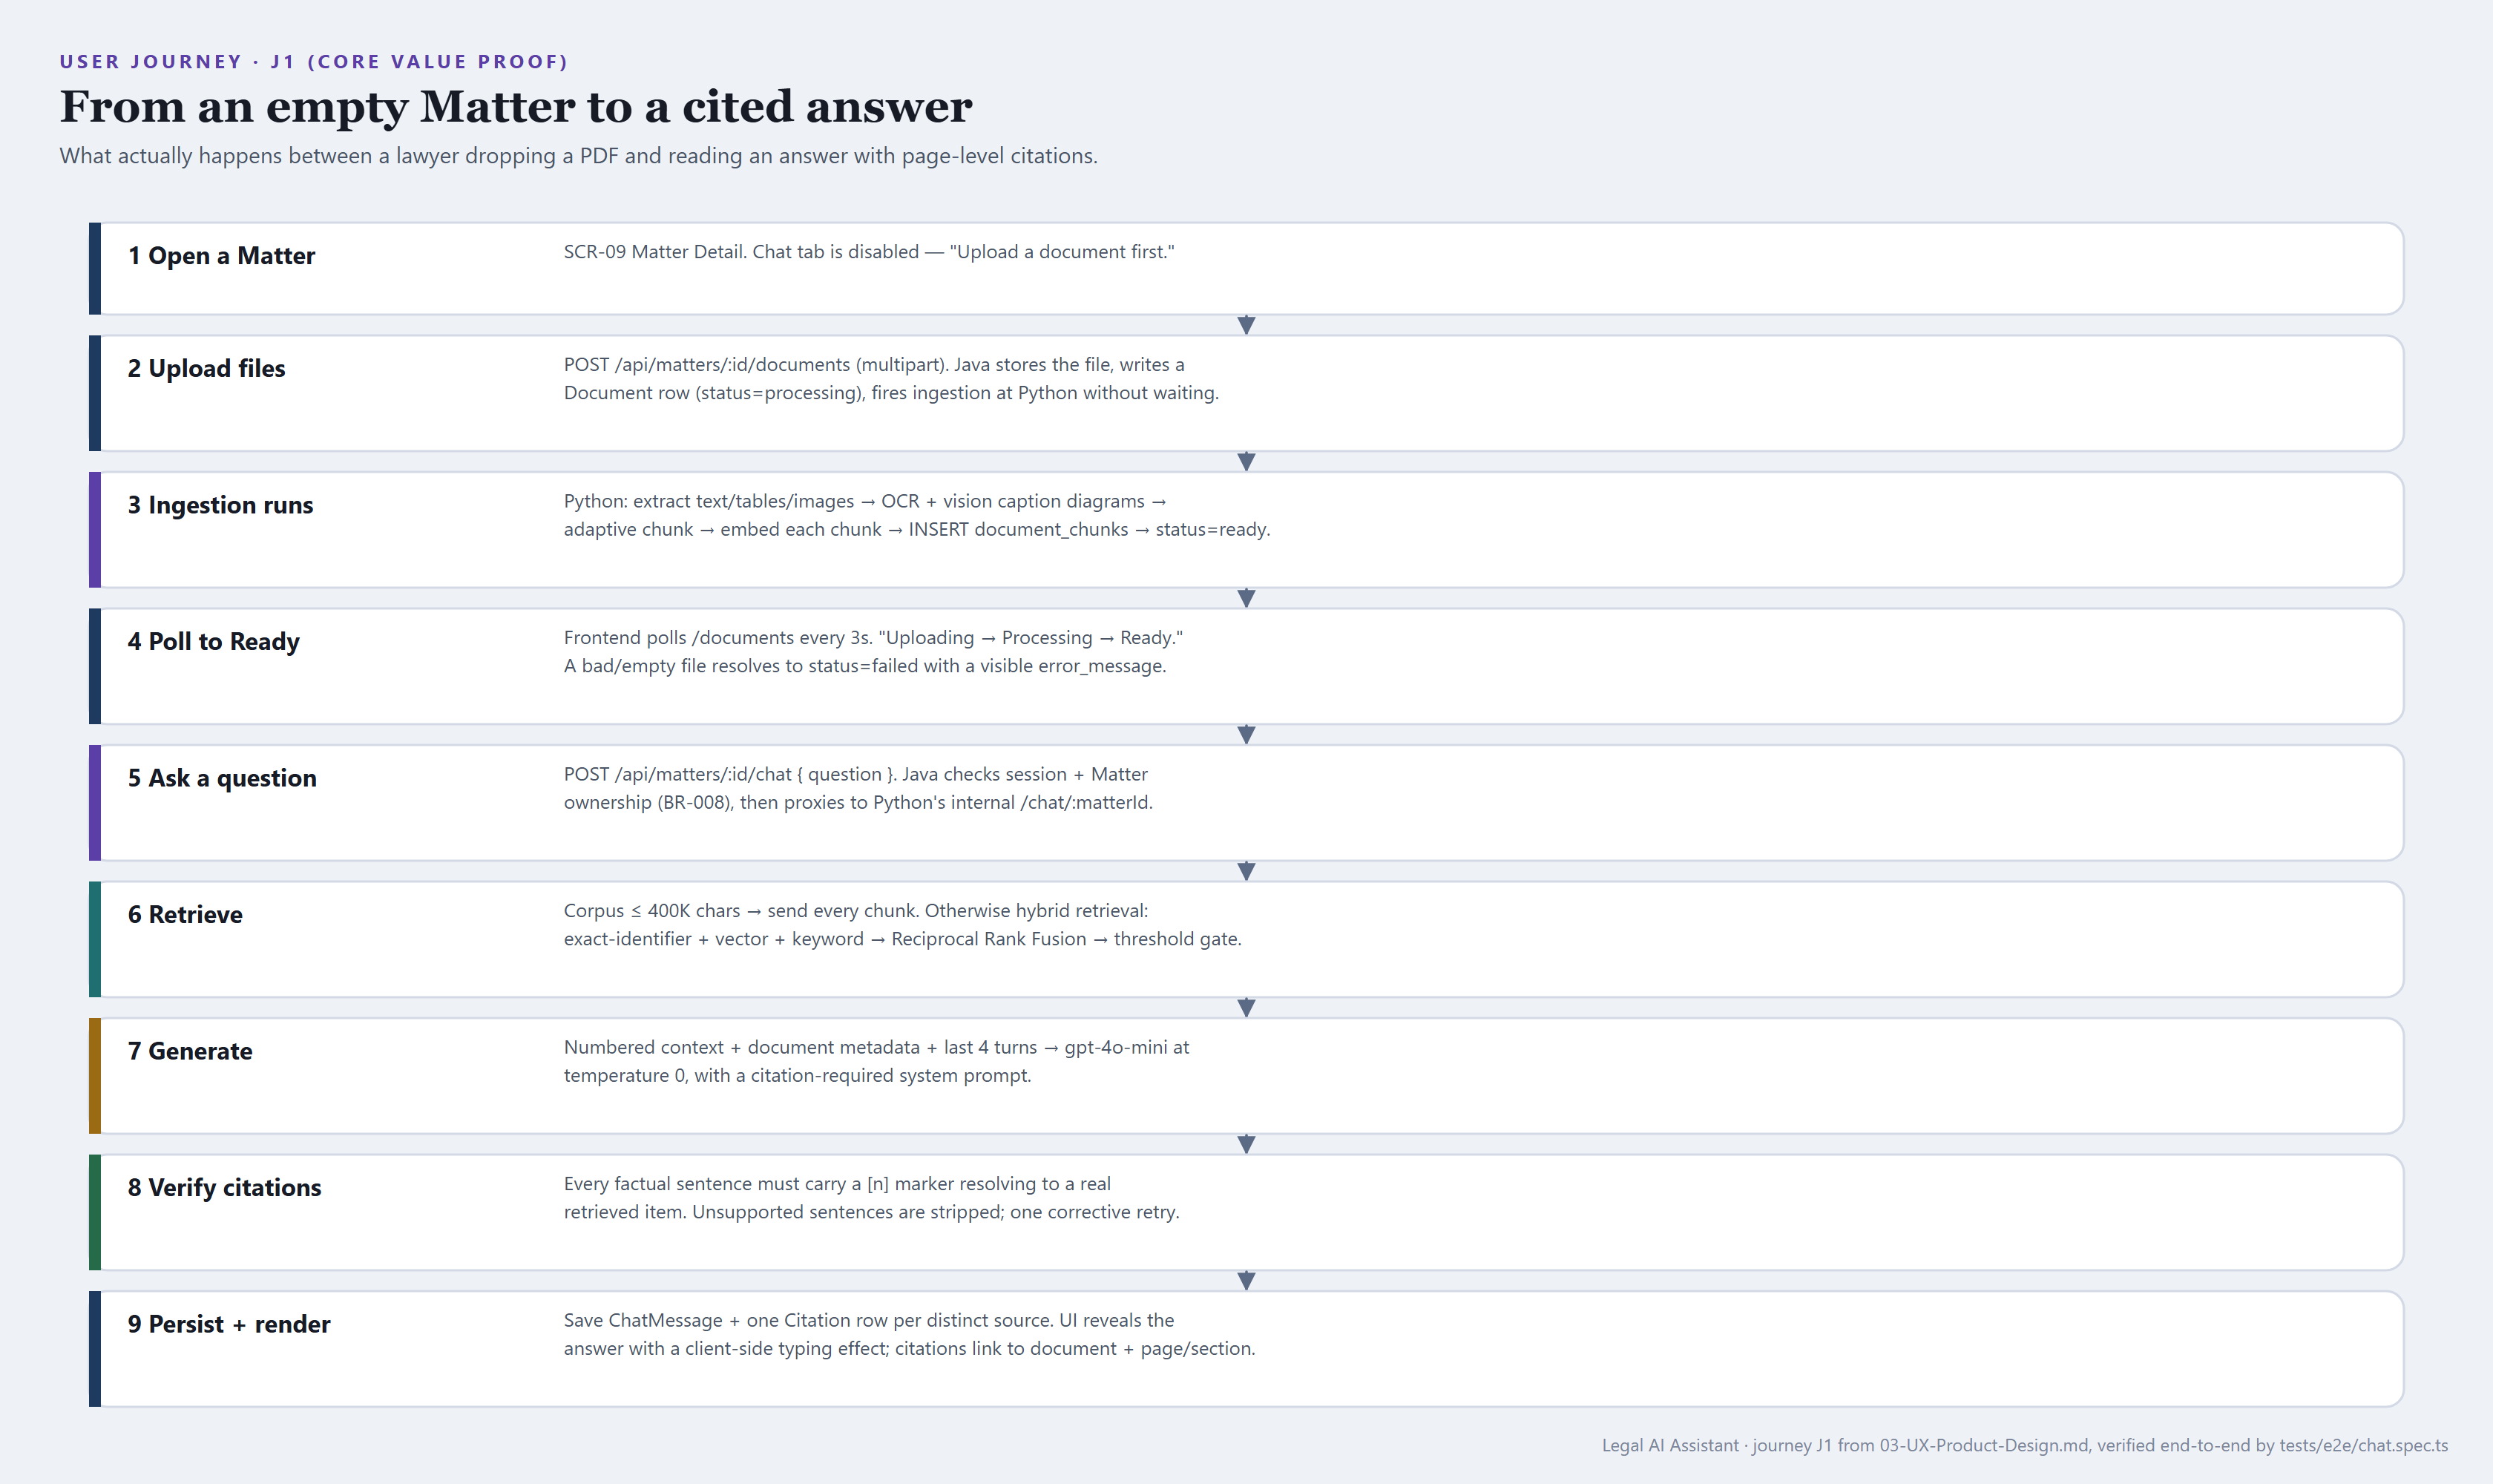 USER JOURNEY · J1 (CORE VALUE PROOF)
From an empty Matter to a cited answer
What actually happens between a lawyer dropping a PDF and reading an answer with page-level citations.
1 Open a Matter
SCR-09 Matter Detail. Chat tab is disabled — "Upload a document first."
2 Upload files
POST /api/matters/:id/documents (multipart). Java stores the file, writes a
Document row (status=processing), fires ingestion at Python without waiting.
3 Ingestion runs
Python: extract text/tables/images → OCR + vision caption diagrams →
adaptive chunk → embed each chunk → INSERT document_chunks → status=ready.
4 Poll to Ready
Frontend polls /documents every 3s. "Uploading → Processing → Ready."
A bad/empty file resolves to status=failed with a visible error_message.
5 Ask a question
POST /api/matters/:id/chat { question }. Java checks session + Matter
ownership (BR-008), then proxies to Python's internal /chat/:matterId.
6 Retrieve
Corpus ≤ 400K chars → send every chunk. Otherwise hybrid retrieval:
exact-identifier + vector + keyword → Reciprocal Rank Fusion → threshold gate.
7 Generate
Numbered context + document metadata + last 4 turns → gpt-4o-mini at
temperature 0, with a citation-required system prompt.
8 Verify citations
Every factual sentence must carry a [n] marker resolving to a real
retrieved item. Unsupported sentences are stripped; one corrective retry.
9 Persist + render
Save ChatMessage + one Citation row per distinct source. UI reveals the
answer with a client-side typing effect; citations link to document + page/section.
Legal AI Assistant · journey J1 from 03-UX-Product-Design.md, verified end-to-end by tests/e2e/chat.spec.ts